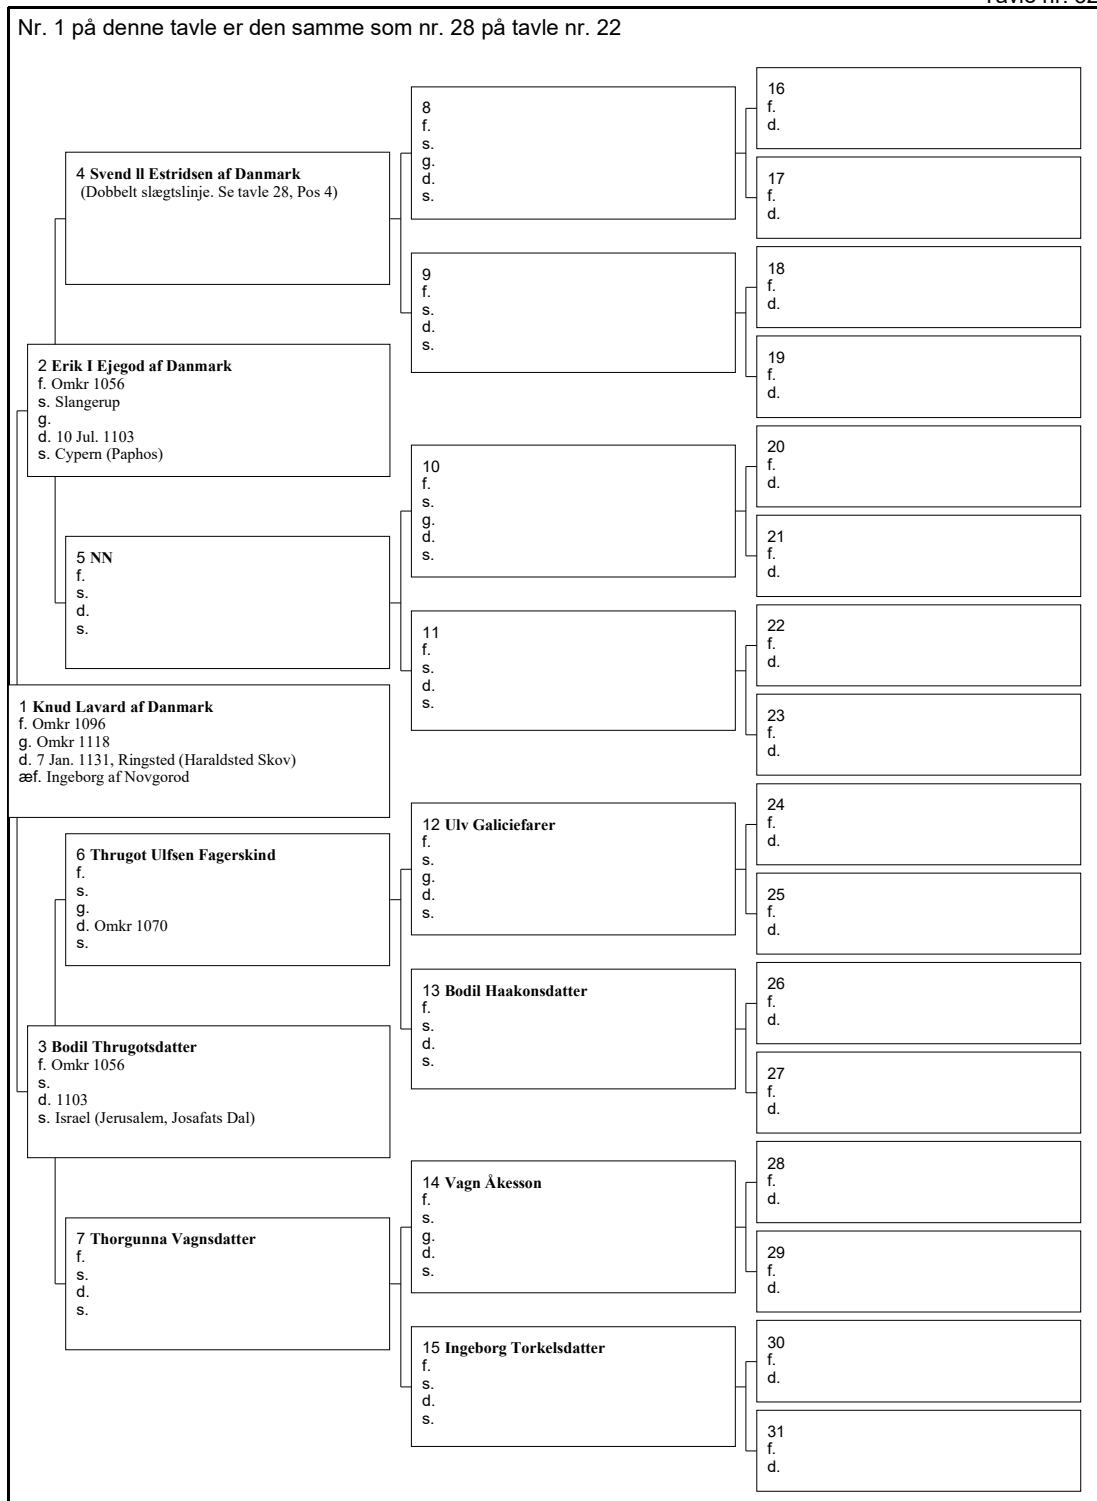 Nr. 1 på denne tavle er den samme som nr. 28 på tavle nr. 22
16
f.
d.
8
f.
s.
g.
d.
s.
17
f.
d.
4 Svend ll Estridsen af Danmark
(Dobbelt slægtslinje. Se tavle 28, Pos 4)
18
f.
d.
9
f.
s.
d.
s.
19
f.
d.
2 Erik I Ejegod af Danmark
f. Omkr 1056
s. Slangerup
g.
d. 10 Jul. 1103
s. Cypern (Paphos)
20
f.
d.
10
f.
s.
g.
d.
s.
21
f.
d.
5 NN
f.
s.
d.
s.
22
f.
d.
11
f.
s.
d.
s.
23
f.
d.
1 Knud Lavard af Danmark
f. Omkr 1096
g. Omkr 1118
d. 7 Jan. 1131, Ringsted (Haraldsted Skov)
æf. Ingeborg af Novgorod
24
f.
d.
12 Ulv Galiciefarer
f.
s.
g.
d.
s.
25
f.
d.
6 Thrugot Ulfsen Fagerskind
f.
s.
g.
d. Omkr 1070
s.
26
f.
d.
13 Bodil Haakonsdatter
f.
s.
d.
s.
27
f.
d.
3 Bodil Thrugotsdatter
f. Omkr 1056
s.
d. 1103
s. Israel (Jerusalem, Josafats Dal)
28
f.
d.
14 Vagn Åkesson
f.
s.
g.
d.
s.
29
f.
d.
7 Thorgunna Vagnsdatter
f.
s.
d.
s.
30
f.
d.
15 Ingeborg Torkelsdatter
f.
s.
d.
s.
31
f.
d.